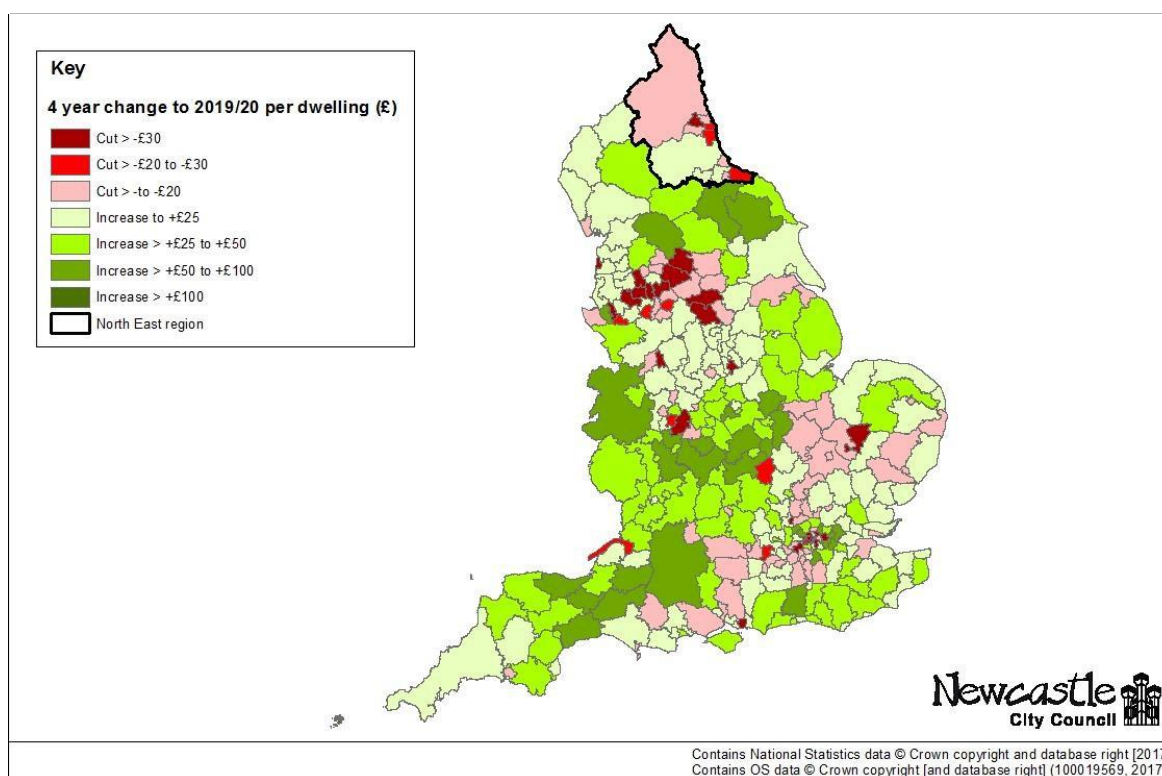 Key
4 year change to 2019/20 per dwelling (£)
Cut > -£30
Cut > -£20 to -£30
Cut > -to -£20
Increase to +£25
Increase > +£25 to +£50
Increase > +£50 to +£100
Increase > +£100
North East region
Newcastle
City Council
Contains National Statistics data © Crown copyright and database right [2017
Contains OS data © Crown copyright [and database right] (100019569, 2017